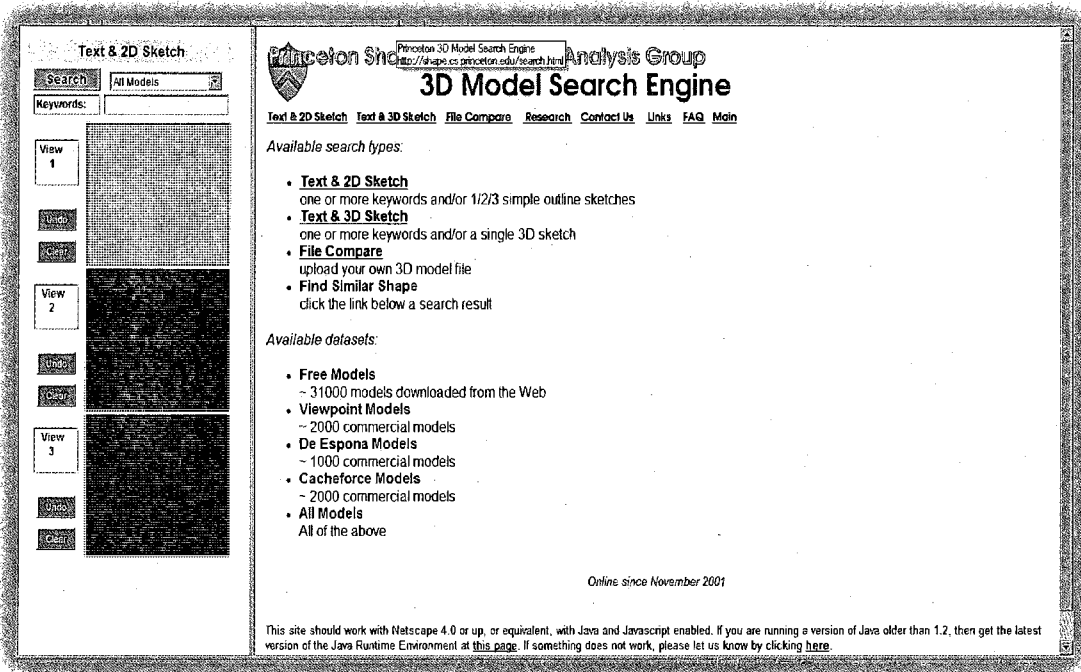 Text & 2D Sketch
Search All Models
Keywords:
View
1
Undo
Clear
View
2
Undo
Clear
View
3
Undo
Clear
Princeton 3D Model Search Engine
http://shape.cs.princeton.edu/search.html
Princeton Analysis Group
3D Model Search Engine
Text & 2D Sketch Text & 3D Sketch File Compare Research Contact Us Links FAQ Main
Available search types:
• Text & 2D Sketch
one or more keywords and/or 1/2/3 simple outline sketches
• Text & 3D Sketch
one or more keywords and/or a single 3D sketch
• File Compare
upload your own 3D model file
• Find Similar Shape
click the link below a search result
Available datasets:
• Free Models
~ 31000 models downloaded from the Web
• Viewpoint Models
~ 2000 commercial models
• De Espona Models
~ 1000 commercial models
• Cacheforce Models
~ 2000 commercial models
• All Models
All of the above
Online since November 2001
This site should work with Netscape 4.0 or up, or equivalent, with Java and Javascript enabled. If you are running a version of Java older than 1.2, then get the latest
version of the Java Runtime Environment at this page. If something does not work, please let us know by clicking here.